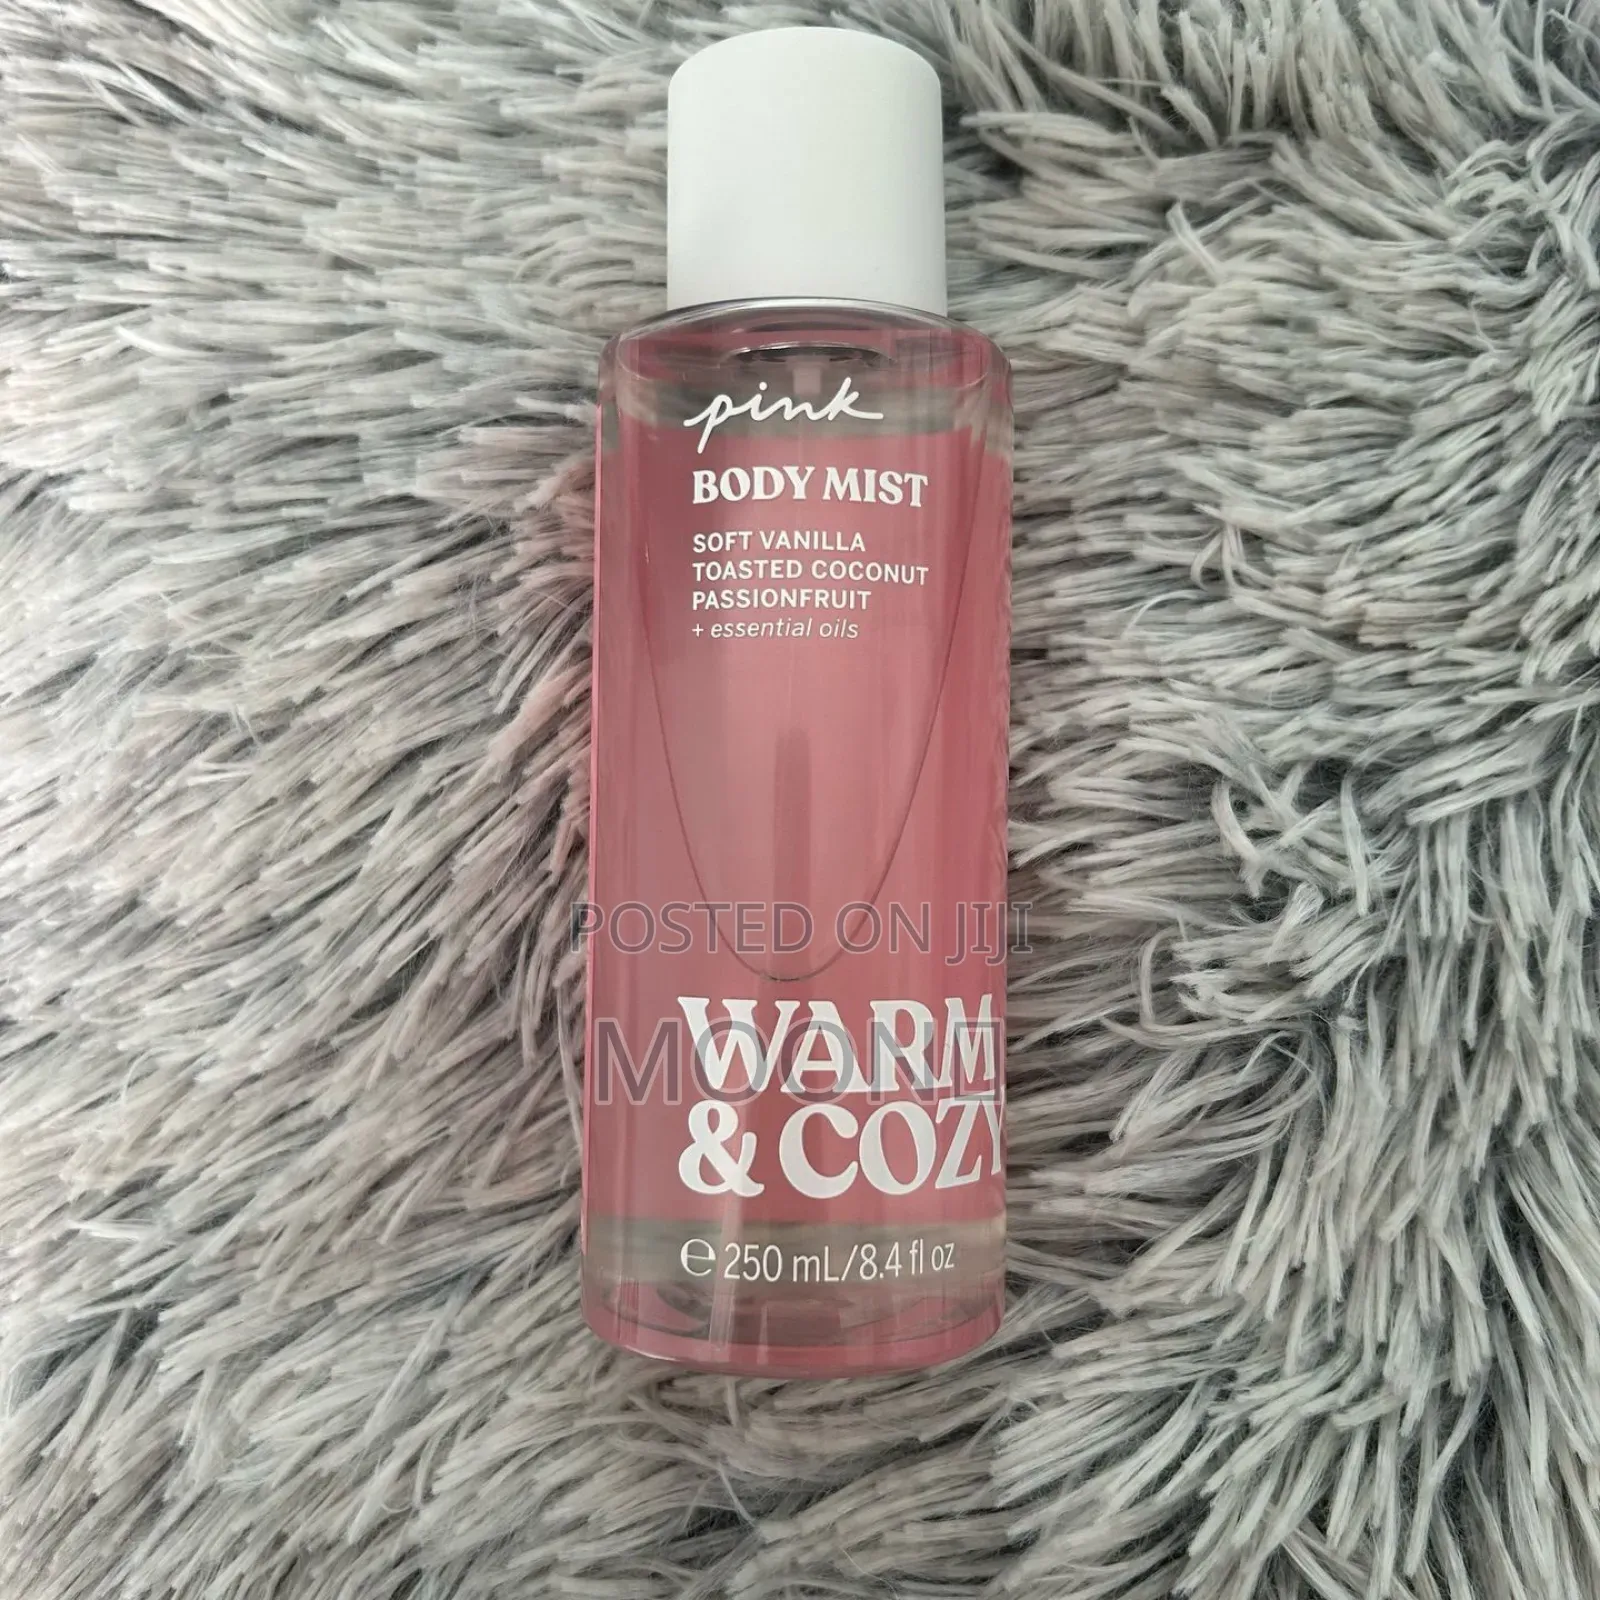 pink
BODY MIST
SOFT VANILLA
TOASTED COCONUT
PASSIONFRUIT
+ essential oils
POSTED ON JIJI
WARM
MOON
& COZY
℮ 250 mL/8.4 fl oz